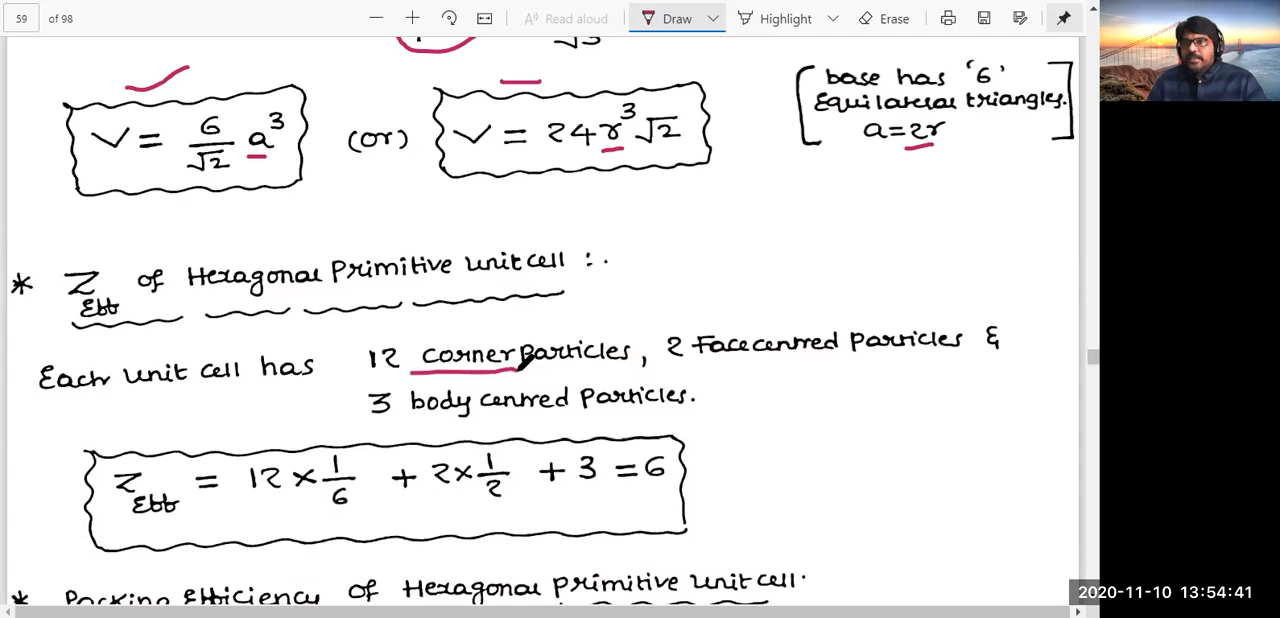 59 of 98
Read aloud Draw Highlight Erase
√3
V = 6/√2 a³ (or) V = 24r³√2
base has '6'
Equilateral triangles.
a=2r
* Z Eff of Hexagonal Primitive unit cell :.
Each unit cell has 12 corner Particles, 2 Facecentred Particles &
3 body centred Particles.
Z Eff = 12 × 1/6 + 2 × 1/2 + 3 = 6
* Packing Efficiency of Hexagonal Primitive unit cell.
2020-11-10 13:54:41